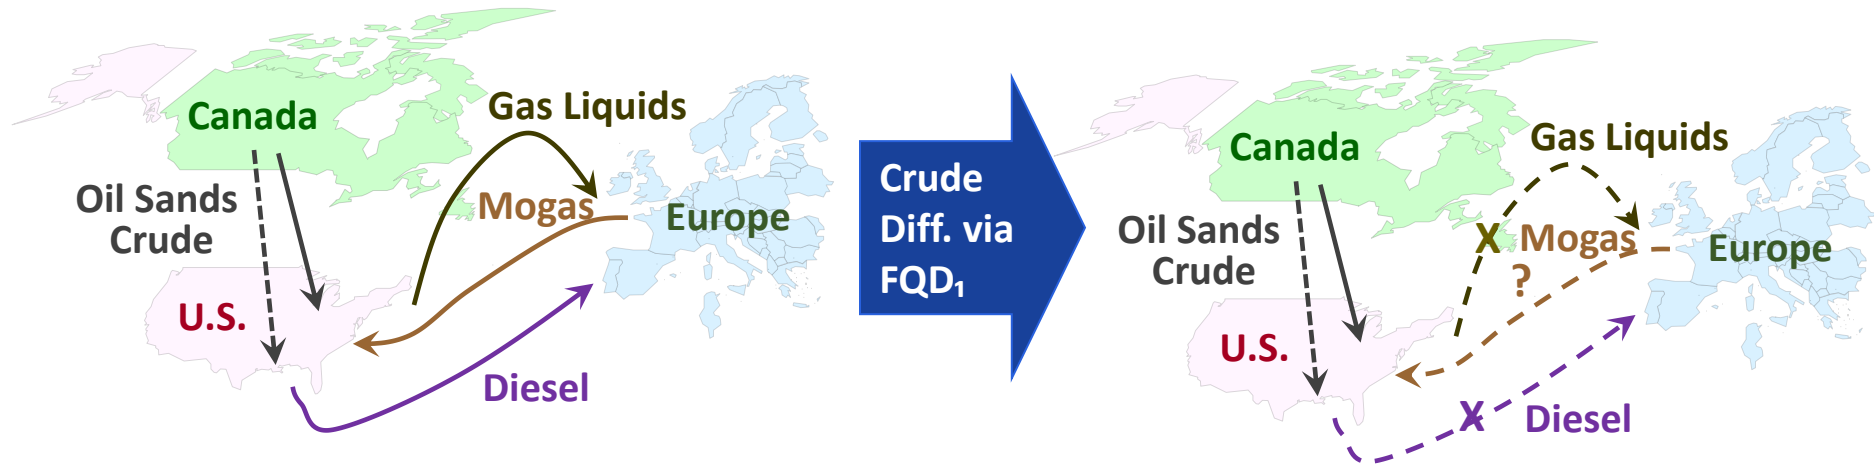 Canada
Gas Liquids
Oil Sands
Crude
Mogas
Europe
U.S.
Diesel
Crude
Diff. via
FQD₁
Canada
Gas Liquids
Oil Sands
Crude
X
Mogas
?
Europe
U.S.
X
Diesel